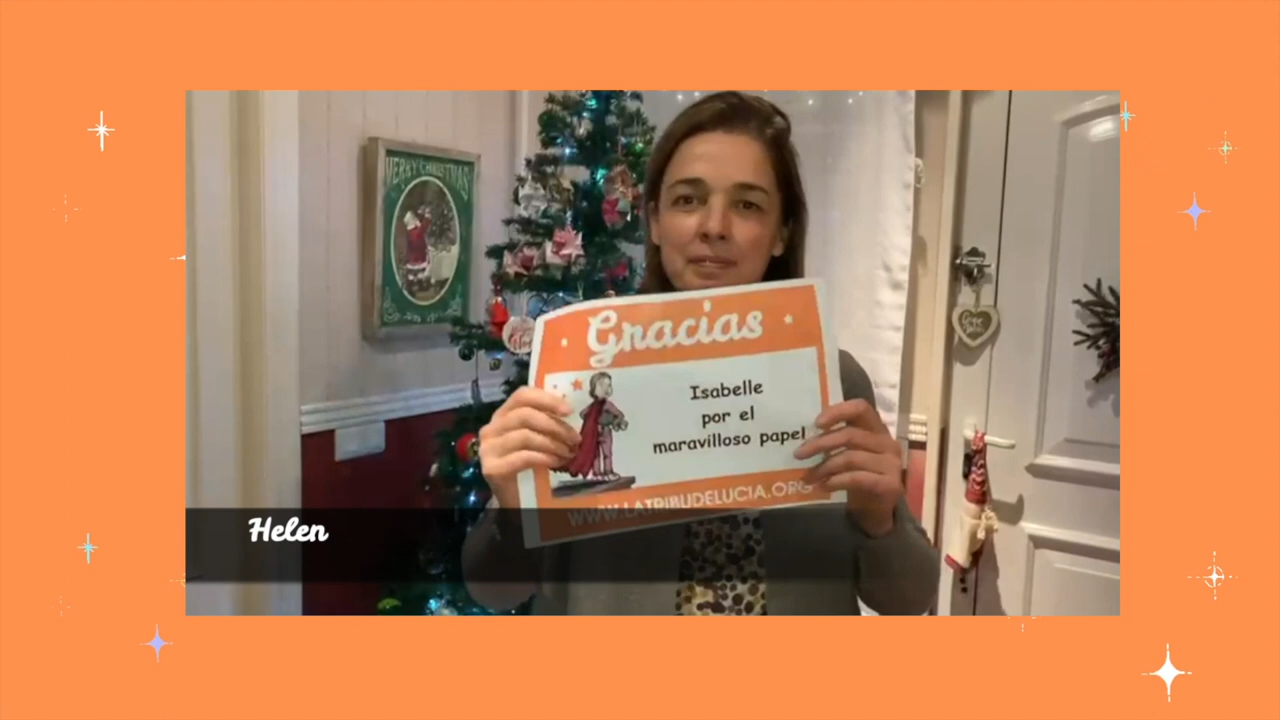 MERRY CHRISTMAS
Gracias
Isabelle
por el
maravilloso papel
WWW.LATRIBUDELUCIA.ORG
Helen